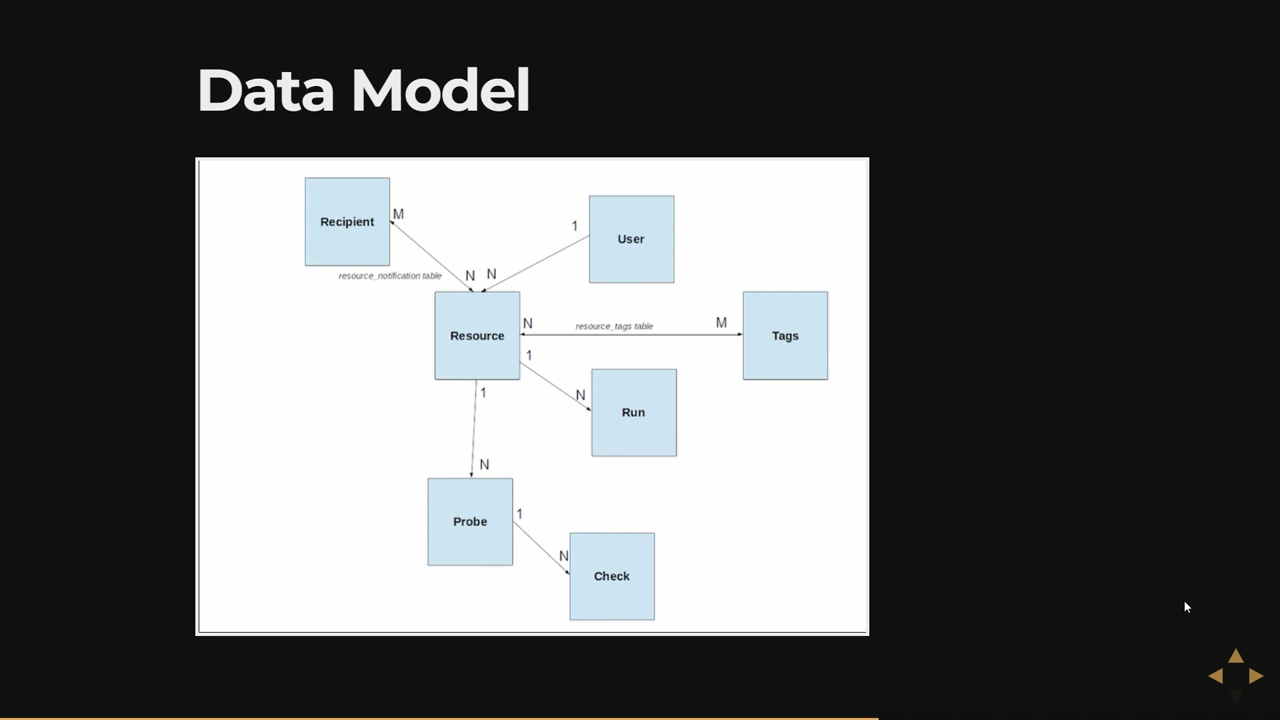 Data Model
Recipient
M
User
1
resource_notification table
N
N
Resource
N
resource_tags table
M
Tags
1
N
Run
1
N
Probe
1
N
Check